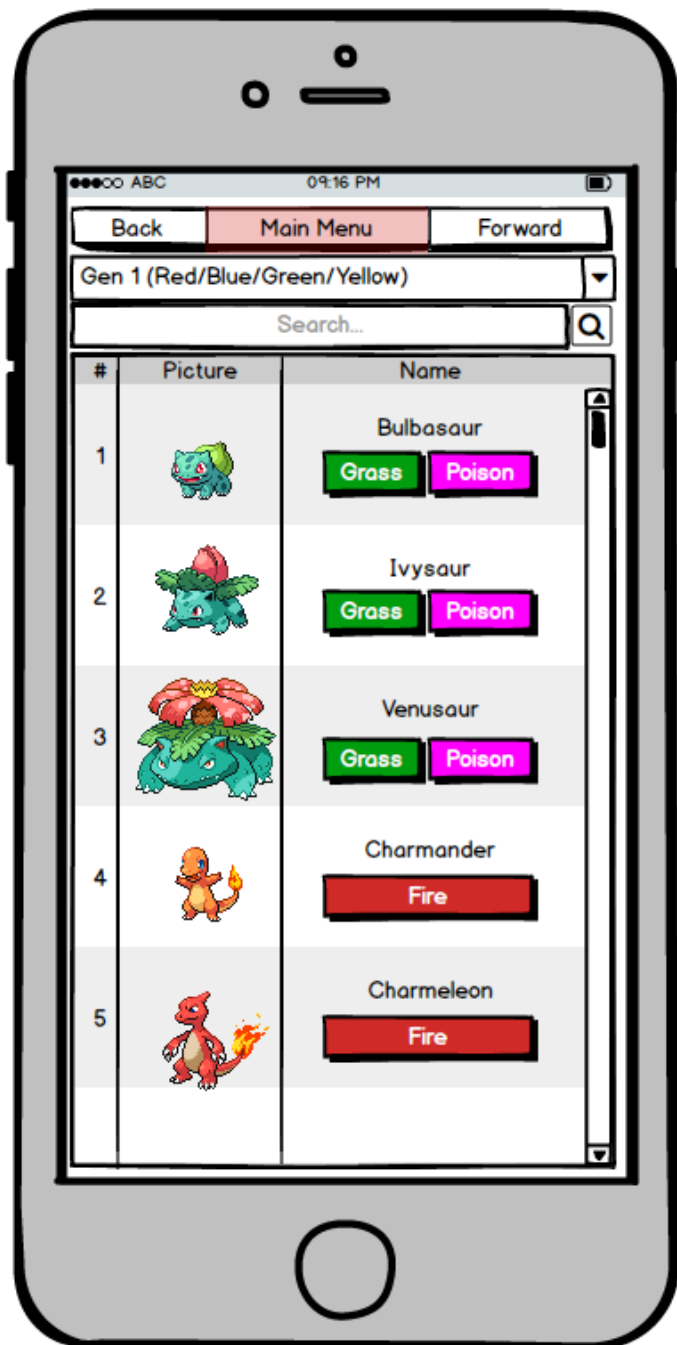 ABC 09:16 PM
Back Main Menu Forward
Gen 1 (Red/Blue/Green/Yellow)
Search...
# Picture Name
Bulbasaur
1
Grass Poison
Ivysaur
2
Grass Poison
Venusaur
3
Grass Poison
Charmander
4
Fire
Charmeleon
5
Fire